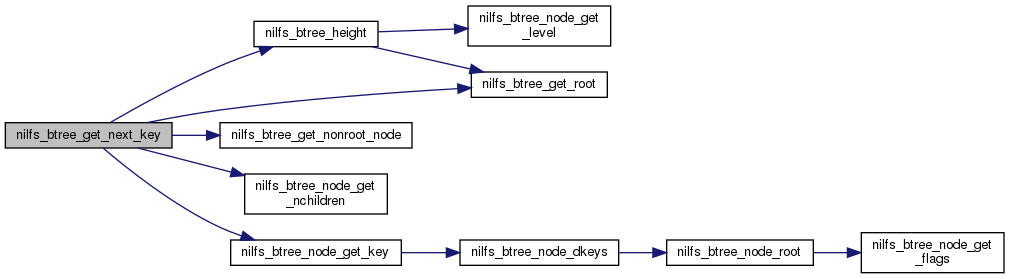 nilfs_btree_node_get
_level
nilfs_btree_height
nilfs_btree_get_root
nilfs_btree_get_next_key
nilfs_btree_get_nonroot_node
nilfs_btree_node_get
_nchildren
nilfs_btree_node_get_key
nilfs_btree_node_dkeys
nilfs_btree_node_root
nilfs_btree_node_get
_flags